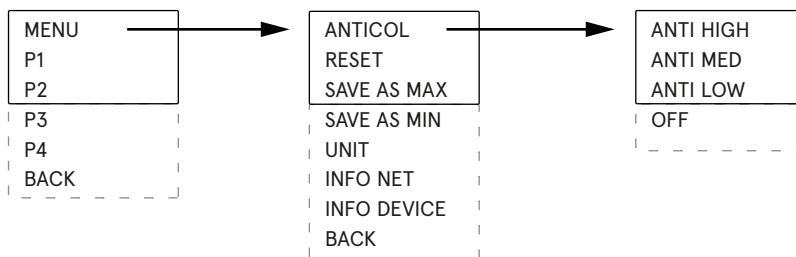 MENU
P1
P2
P3
P4
BACK
ANTICOL
RESET
SAVE AS MAX
SAVE AS MIN
UNIT
INFO NET
INFO DEVICE
BACK
ANTI HIGH
ANTI MED
ANTI LOW
OFF